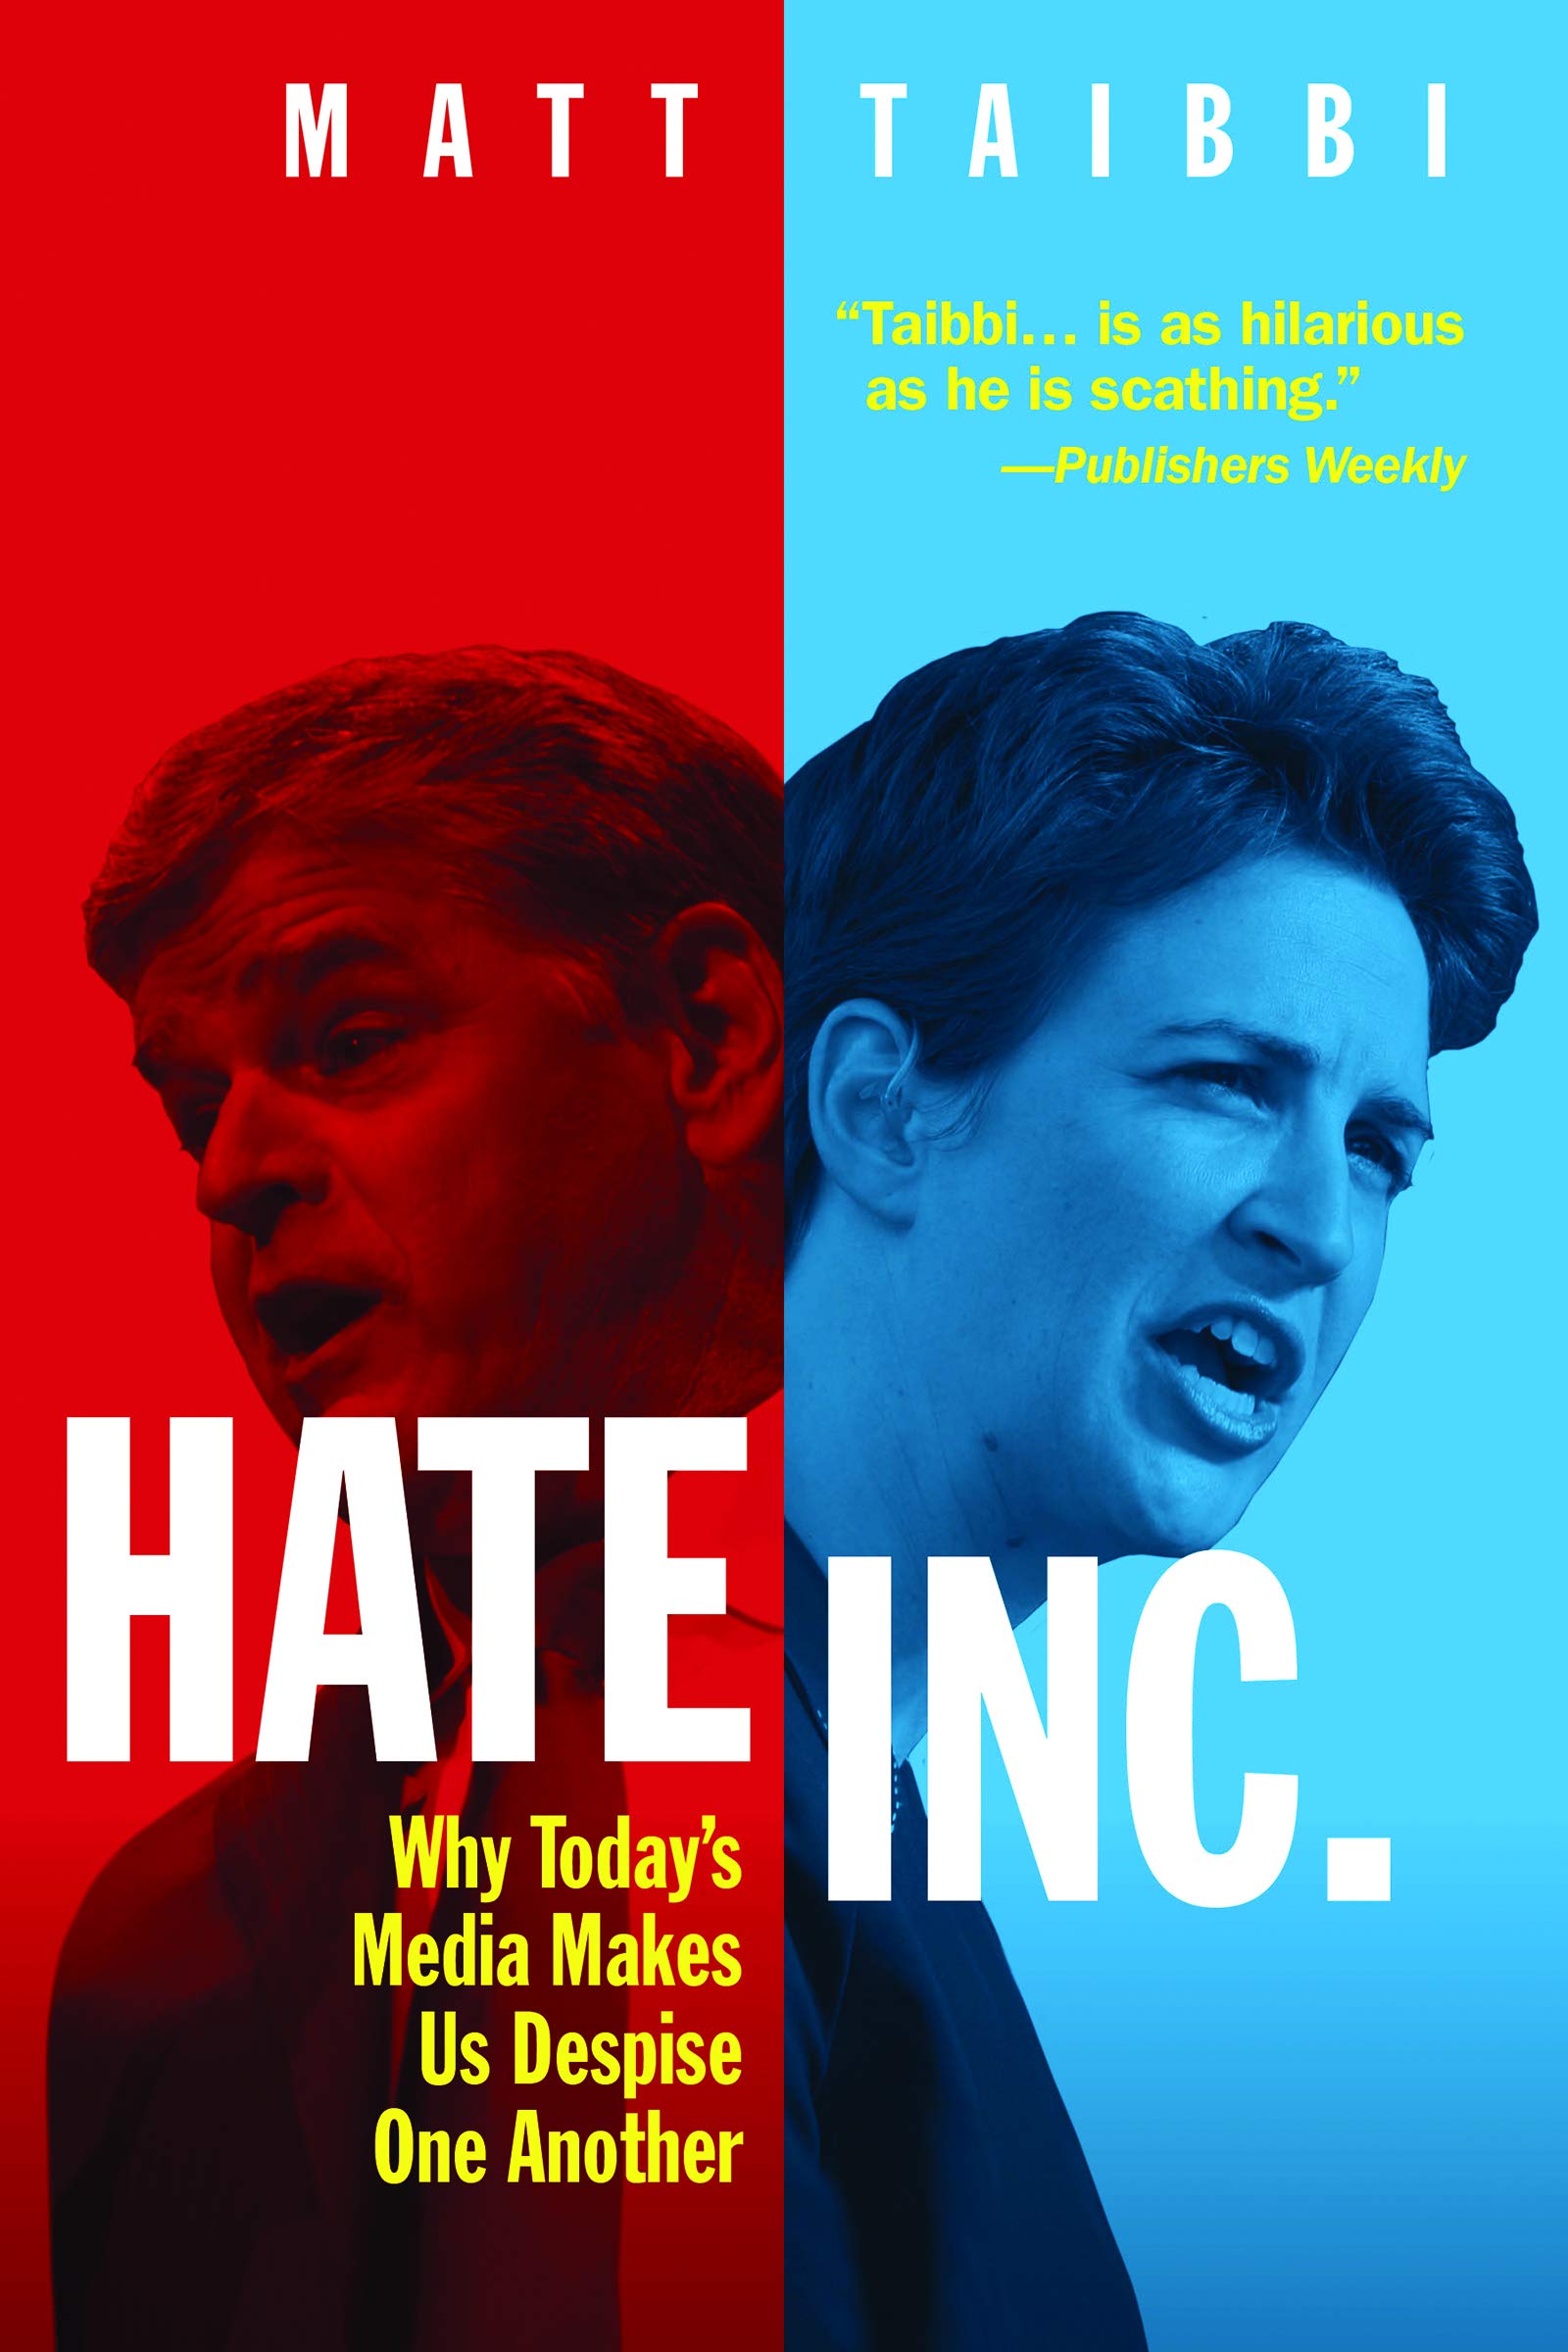 MATT TAIBBI
“Taibbi… is as hilarious
as he is scathing.”
—Publishers Weekly
HATE INC.
Why Today’s
Media Makes
Us Despise
One Another